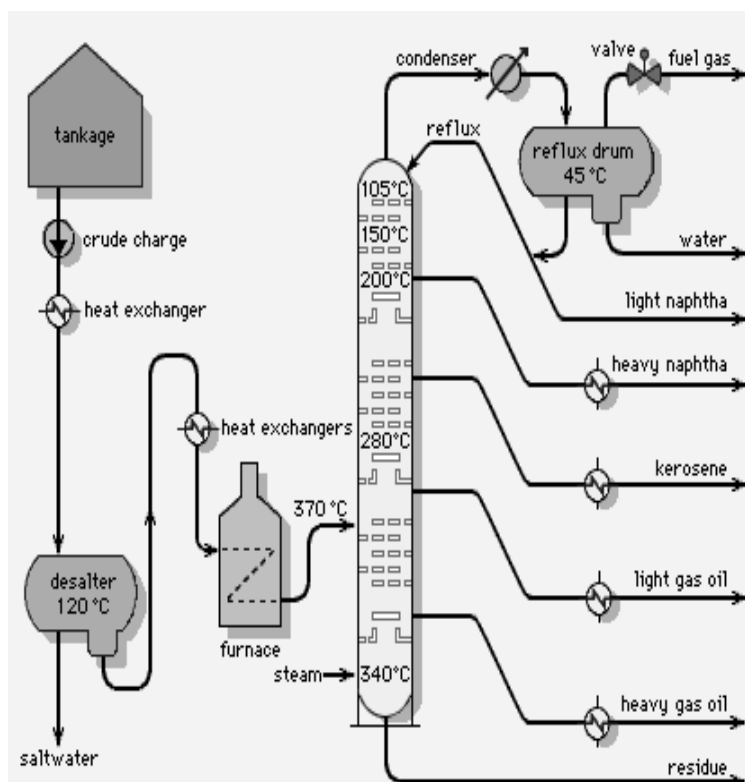 condenser
valve
fuel gas
tankage
reflux
reflux drum
45 °C
105°C
150°C
crude charge
water
200°C
heat exchanger
light naphtha
heavy naphtha
heat exchangers
280°C
kerosene
370 °C
desalter
120 °C
light gas oil
furnace
steam
340°C
heavy gas oil
saltwater
residue